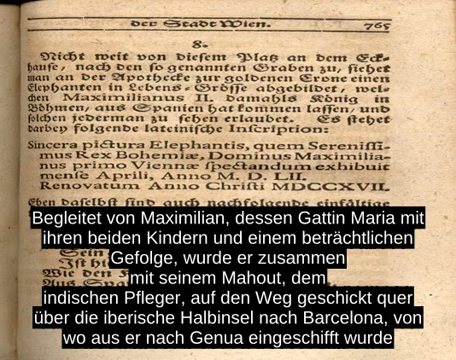 der Stadt Wien. 765
8.
Nicht weit von diesem Platz an dem Eck-
hause, nach den so genannten Graben zu, siehet
man an der Apothecke zur goldenen Crone einen
Elephanten in Lebens-Grösse abgebildet, wel-
chen Maximilianus II. damahls König in
Böhmen, aus Spanien hat kommen lassen, und
solchen jederman zu sehen erlaubet. Es stehet
darbey folgende lateinische Inscription:
Sincera pictura Elephantis, quem Serenissi-
mus Rex Bohemiæ, Dominus Maximilia-
nus primo Viennæ spectandum exhibuit
mense Aprili, Anno M. D. LII.
Renovatum Anno Christi MDCCXVII.
Eben daselbst sind auch nachfolgende einfältige
Begleitet von Maximilian, dessen Gattin Maria mit
ihren beiden Kindern und einem beträchtlichen
Gefolge, wurde er zusammen
mit seinem Mahout, dem
indischen Pfleger, auf den Weg geschickt quer
über die iberische Halbinsel nach Barcelona, von
wo aus er nach Genua eingeschifft wurde